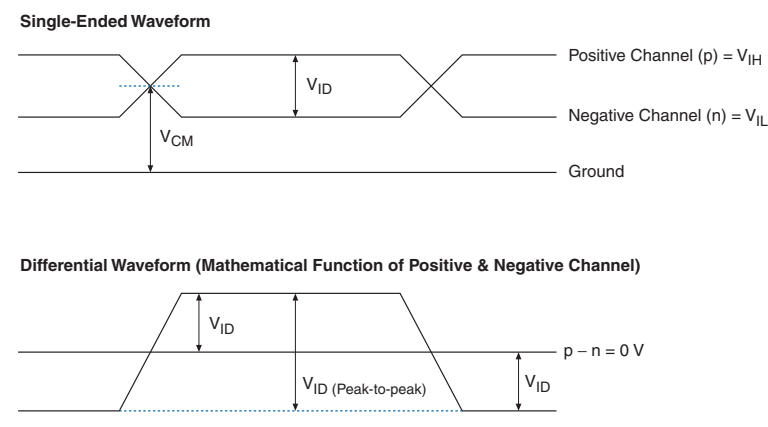 Single-Ended Waveform
Positive Channel (p) = VIH
VID
Negative Channel (n) = VIL
VCM
Ground
Differential Waveform (Mathematical Function of Positive & Negative Channel)
VID
p – n = 0 V
VID (Peak-to-peak)
VID